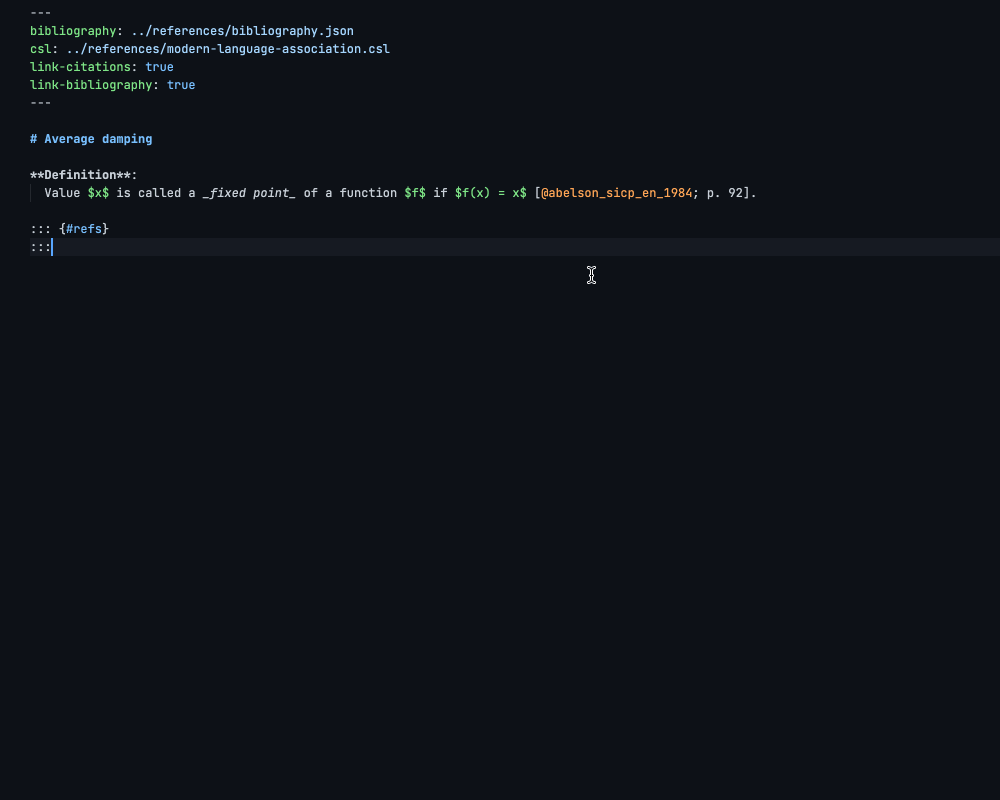 ---
bibliography: ../references/bibliography.json
csl: ../references/modern-language-association.csl
link-citations: true
link-bibliography: true
---
# Average damping
**Definition**:
Value $x$ is called a _fixed point_ of a function $f$ if $f(x) = x$ [@abelson_sicp_en_1984; p. 92].
::: {#refs}
:::